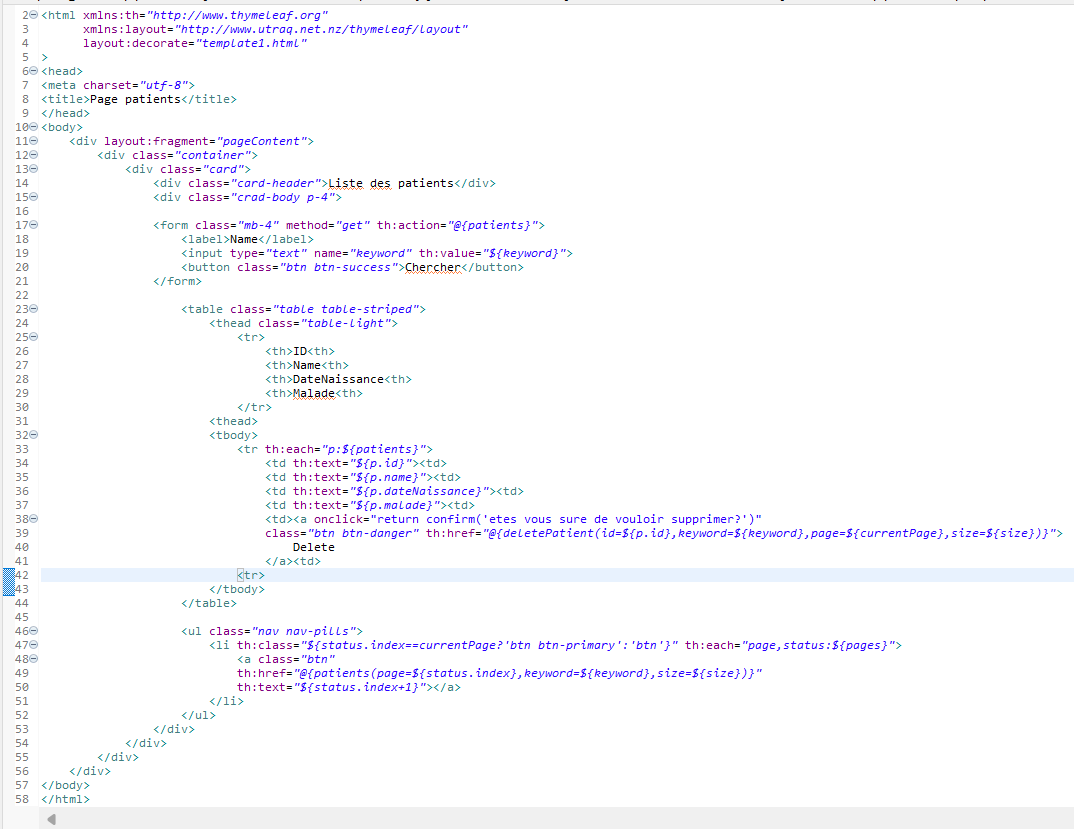 2 <html xmlns:th="http://www.thymeleaf.org"
3 xmlns:layout="http://www.utraq.net.nz/thymeleaf/layout"
4 layout:decorate="template1.html"
5 >
6 <head>
7 <meta charset="utf-8">
8 <title>Page patients</title>
9 </head>
10 <body>
11 <div layout:fragment="pageContent">
12 <div class="container">
13 <div class="card">
14 <div class="card-header">Liste des patients</div>
15 <div class="crad-body p-4">
16
17 <form class="mb-4" method="get" th:action="@{patients}">
18 <label>Name</label>
19 <input type="text" name="keyword" th:value="${keyword}">
20 <button class="btn btn-success">Chercher</button>
21 </form>
22
23 <table class="table table-striped">
24 <thead class="table-light">
25 <tr>
26 <th>ID<th>
27 <th>Name<th>
28 <th>DateNaissance<th>
29 <th>Malade<th>
30 </tr>
31 <thead>
32 <tbody>
33 <tr th:each="p:${patients}">
34 <td th:text="${p.id}"><td>
35 <td th:text="${p.name}"><td>
36 <td th:text="${p.dateNaissance}"><td>
37 <td th:text="${p.malade}"><td>
38 <td><a onclick="return confirm('etes vous sure de vouloir supprimer?')"
39 class="btn btn-danger" th:href="@{deletePatient(id=${p.id},keyword=${keyword},page=${currentPage},size=${size})}">
40 Delete
41 </a><td>
42 <tr>
43 </tbody>
44 </table>
45
46 <ul class="nav nav-pills">
47 <li th:class="${status.index==currentPage?'btn btn-primary':'btn'}" th:each="page,status:${pages}">
48 <a class="btn"
49 th:href="@{patients(page=${status.index},keyword=${keyword},size=${size})}"
50 th:text="${status.index+1}"></a>
51 </li>
52 </ul>
53 </div>
54 </div>
55 </div>
56 </div>
57 </body>
58 </html>